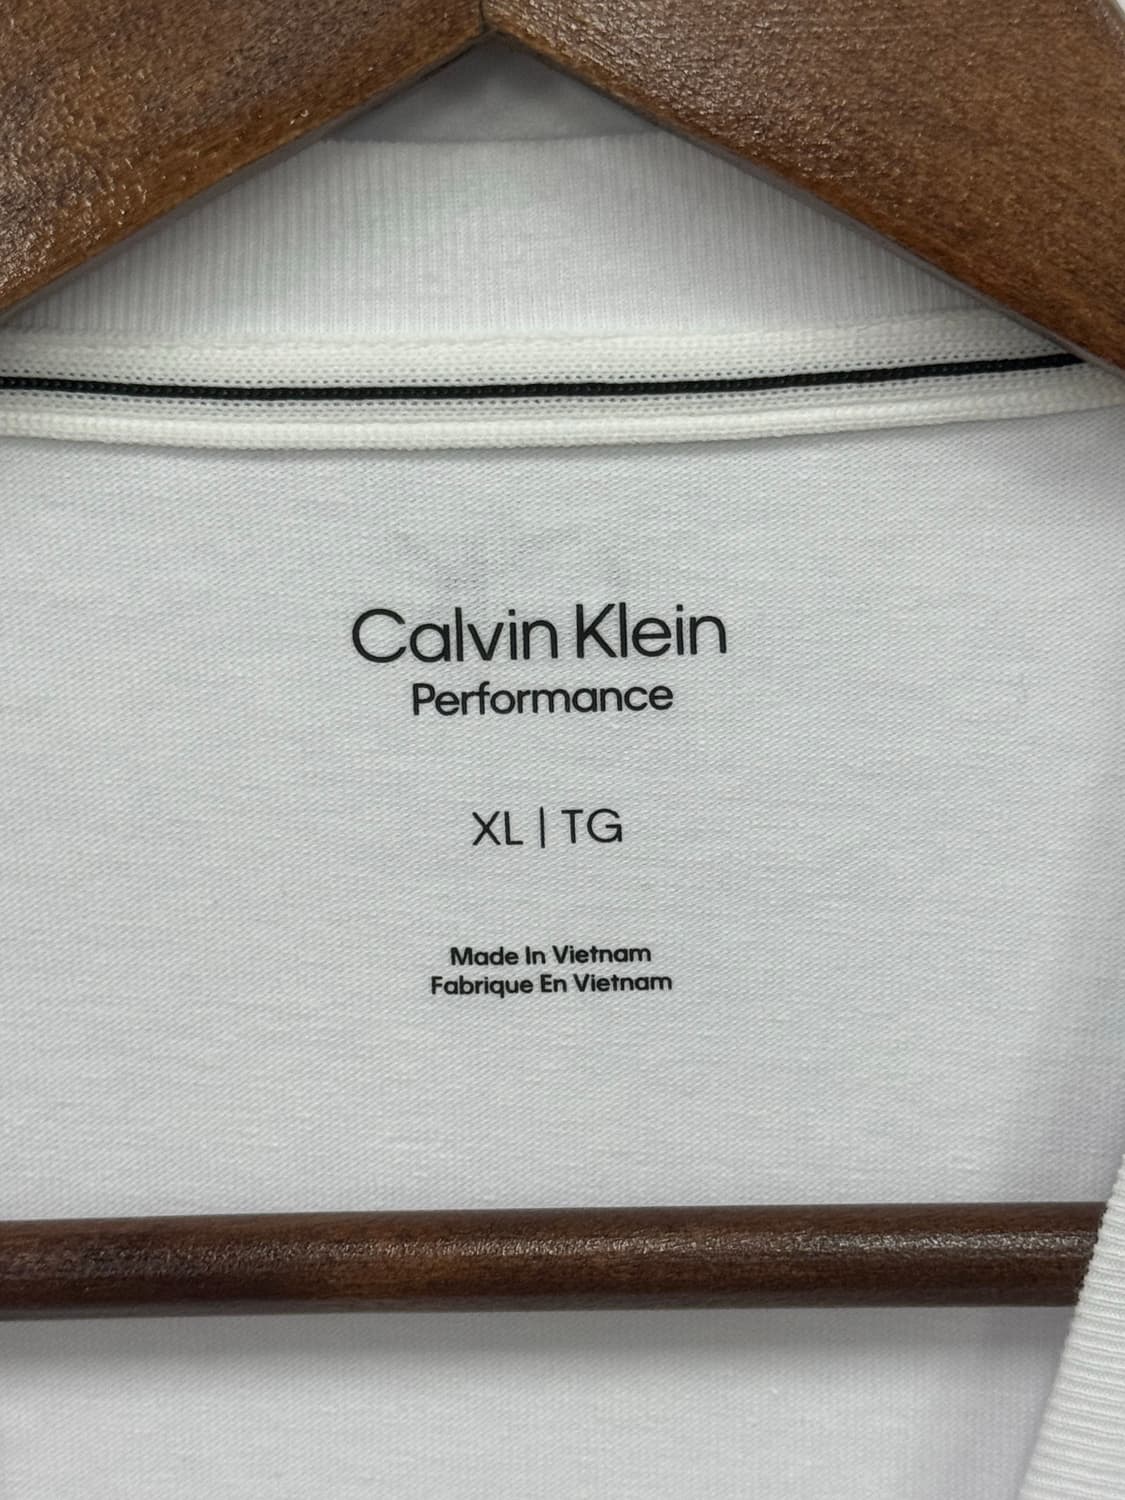 Calvin Klein
Performance
XL | TG
Made In Vietnam
Fabrique En Vietnam